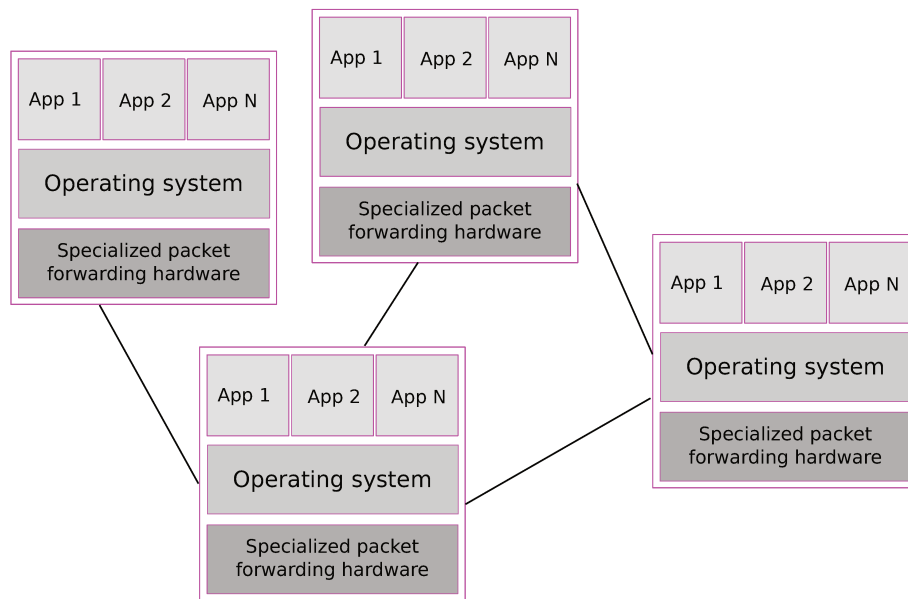 App 1
App 2
App N
Operating system
Specialized packet
forwarding hardware
App 1
App 2
App N
Operating system
Specialized packet
forwarding hardware
App 1
App 2
App N
Operating system
Specialized packet
forwarding hardware
App 1
App 2
App N
Operating system
Specialized packet
forwarding hardware